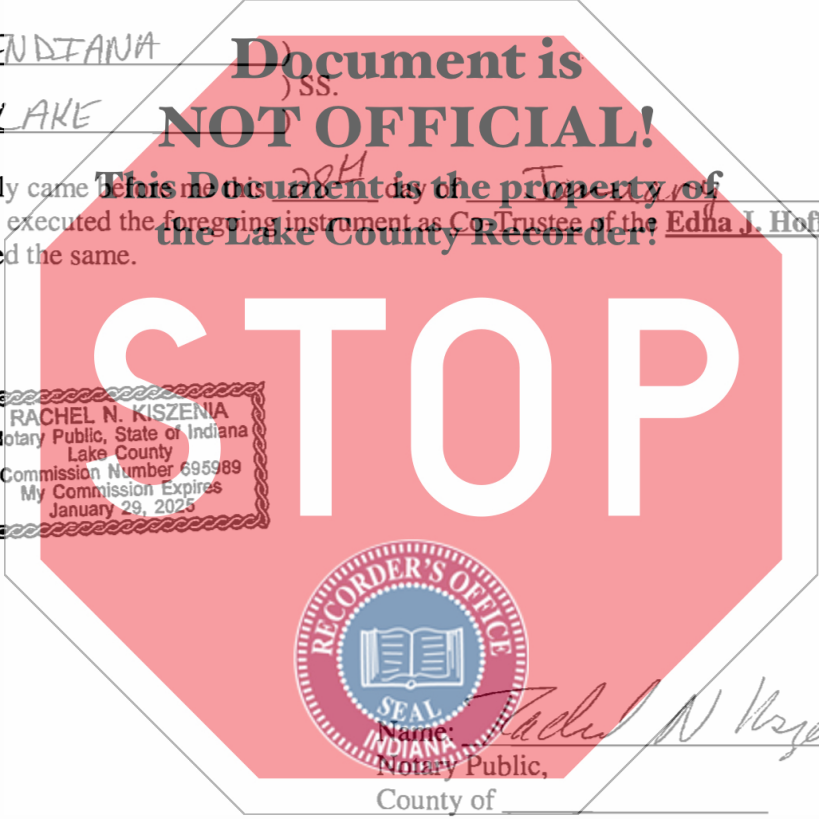 NDIANA
Document is
) SS.
LAKE )
NOT OFFICIAL!
ly came before me this 28th day of January
This Document is the property of
executed the foregoing instrument as Co-Trustee of the Edna J. Hoff
the Lake County Recorder!
ed the same.
STOP
RACHEL N. KISZENIA
otary Public, State of Indiana
Lake County
Commission Number 695989
My Commission Expires
January 29, 2025
RECORDER'S OFFICE
SEAL
INDIANA
Name: Rachel N Kisze
Notary Public,
County of